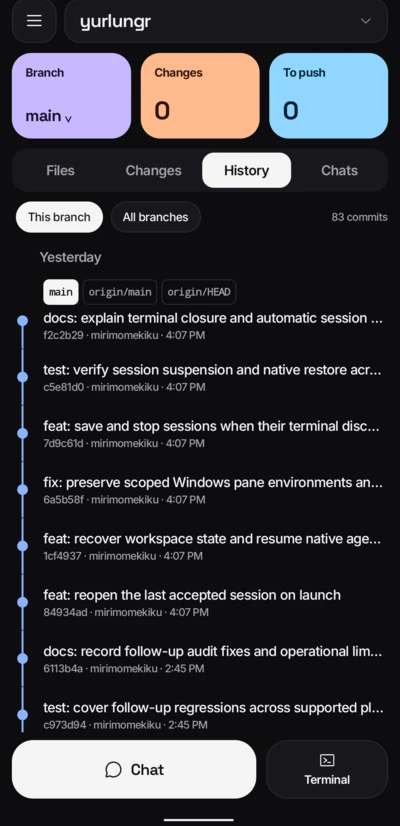 yurlungr
Branch
Changes
To push
main
0
0
Files
Changes
History
Chats
This branch
All branches
83 commits
Yesterday
main
origin/main
origin/HEAD
docs: explain terminal closure and automatic session ...
f2c2b29 · mirimomekiku · 4:07 PM
test: verify session suspension and native restore acr...
c5e81d0 · mirimomekiku · 4:07 PM
feat: save and stop sessions when their terminal disc...
7d9c61d · mirimomekiku · 4:07 PM
fix: preserve scoped Windows pane environments an...
6a5b58f · mirimomekiku · 4:07 PM
feat: recover workspace state and resume native age...
1cf4937 · mirimomekiku · 4:07 PM
feat: reopen the last accepted session on launch
84934ad · mirimomekiku · 4:07 PM
docs: record follow-up audit fixes and operational lim...
6113b4a · mirimomekiku · 2:45 PM
test: cover follow-up regressions across supported pl...
c973d94 · mirimomekiku · 2:45 PM
Chat
Terminal